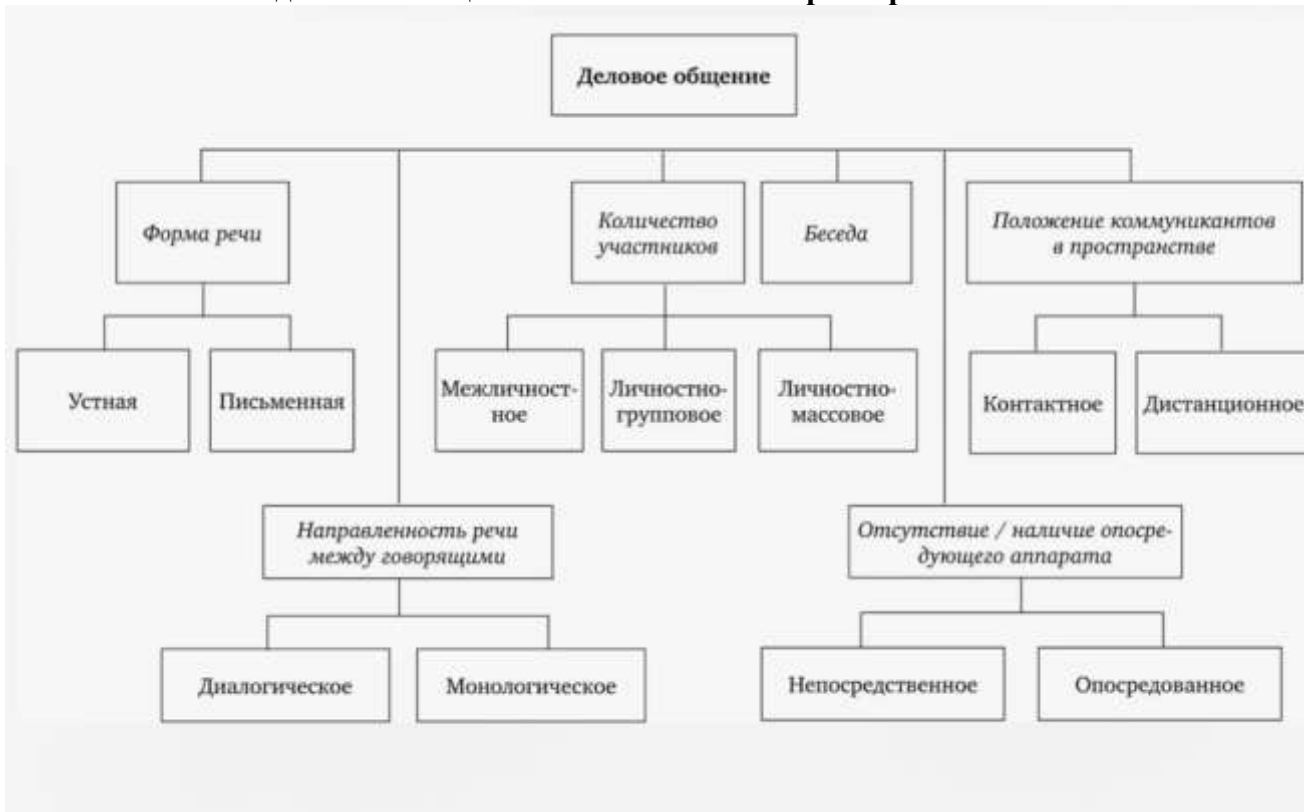 Деловое общение
Форма речи
Количество
участников
Беседа
Положение коммуникантов
в пространстве
Устная
Письменная
Межличност-
ное
Личностно-
групповое
Личностно-
массовое
Контактное
Дистанционное
Направленность речи
между говорящими
Отсутствие / наличие опосре-
дующего аппарата
Диалогическое
Монологическое
Непосредственное
Опосредованное